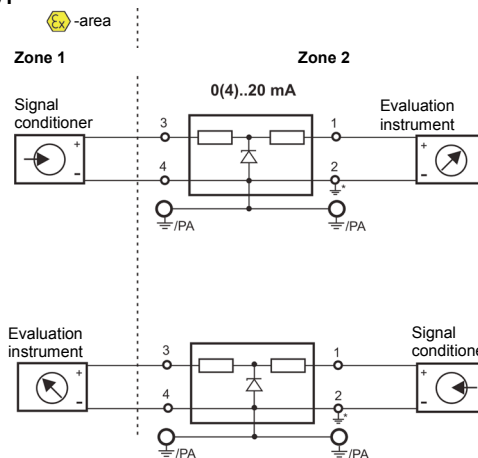 Ex -area
Zone 1
Zone 2
0(4)..20 mA
Signal
conditioner
Evaluation
instrument
3
1
+
+
4
2
-
-
*
/PA
/PA
Evaluation
instrument
Signal
3
1
+
+
4
2
-
-
*
/PA
/PA